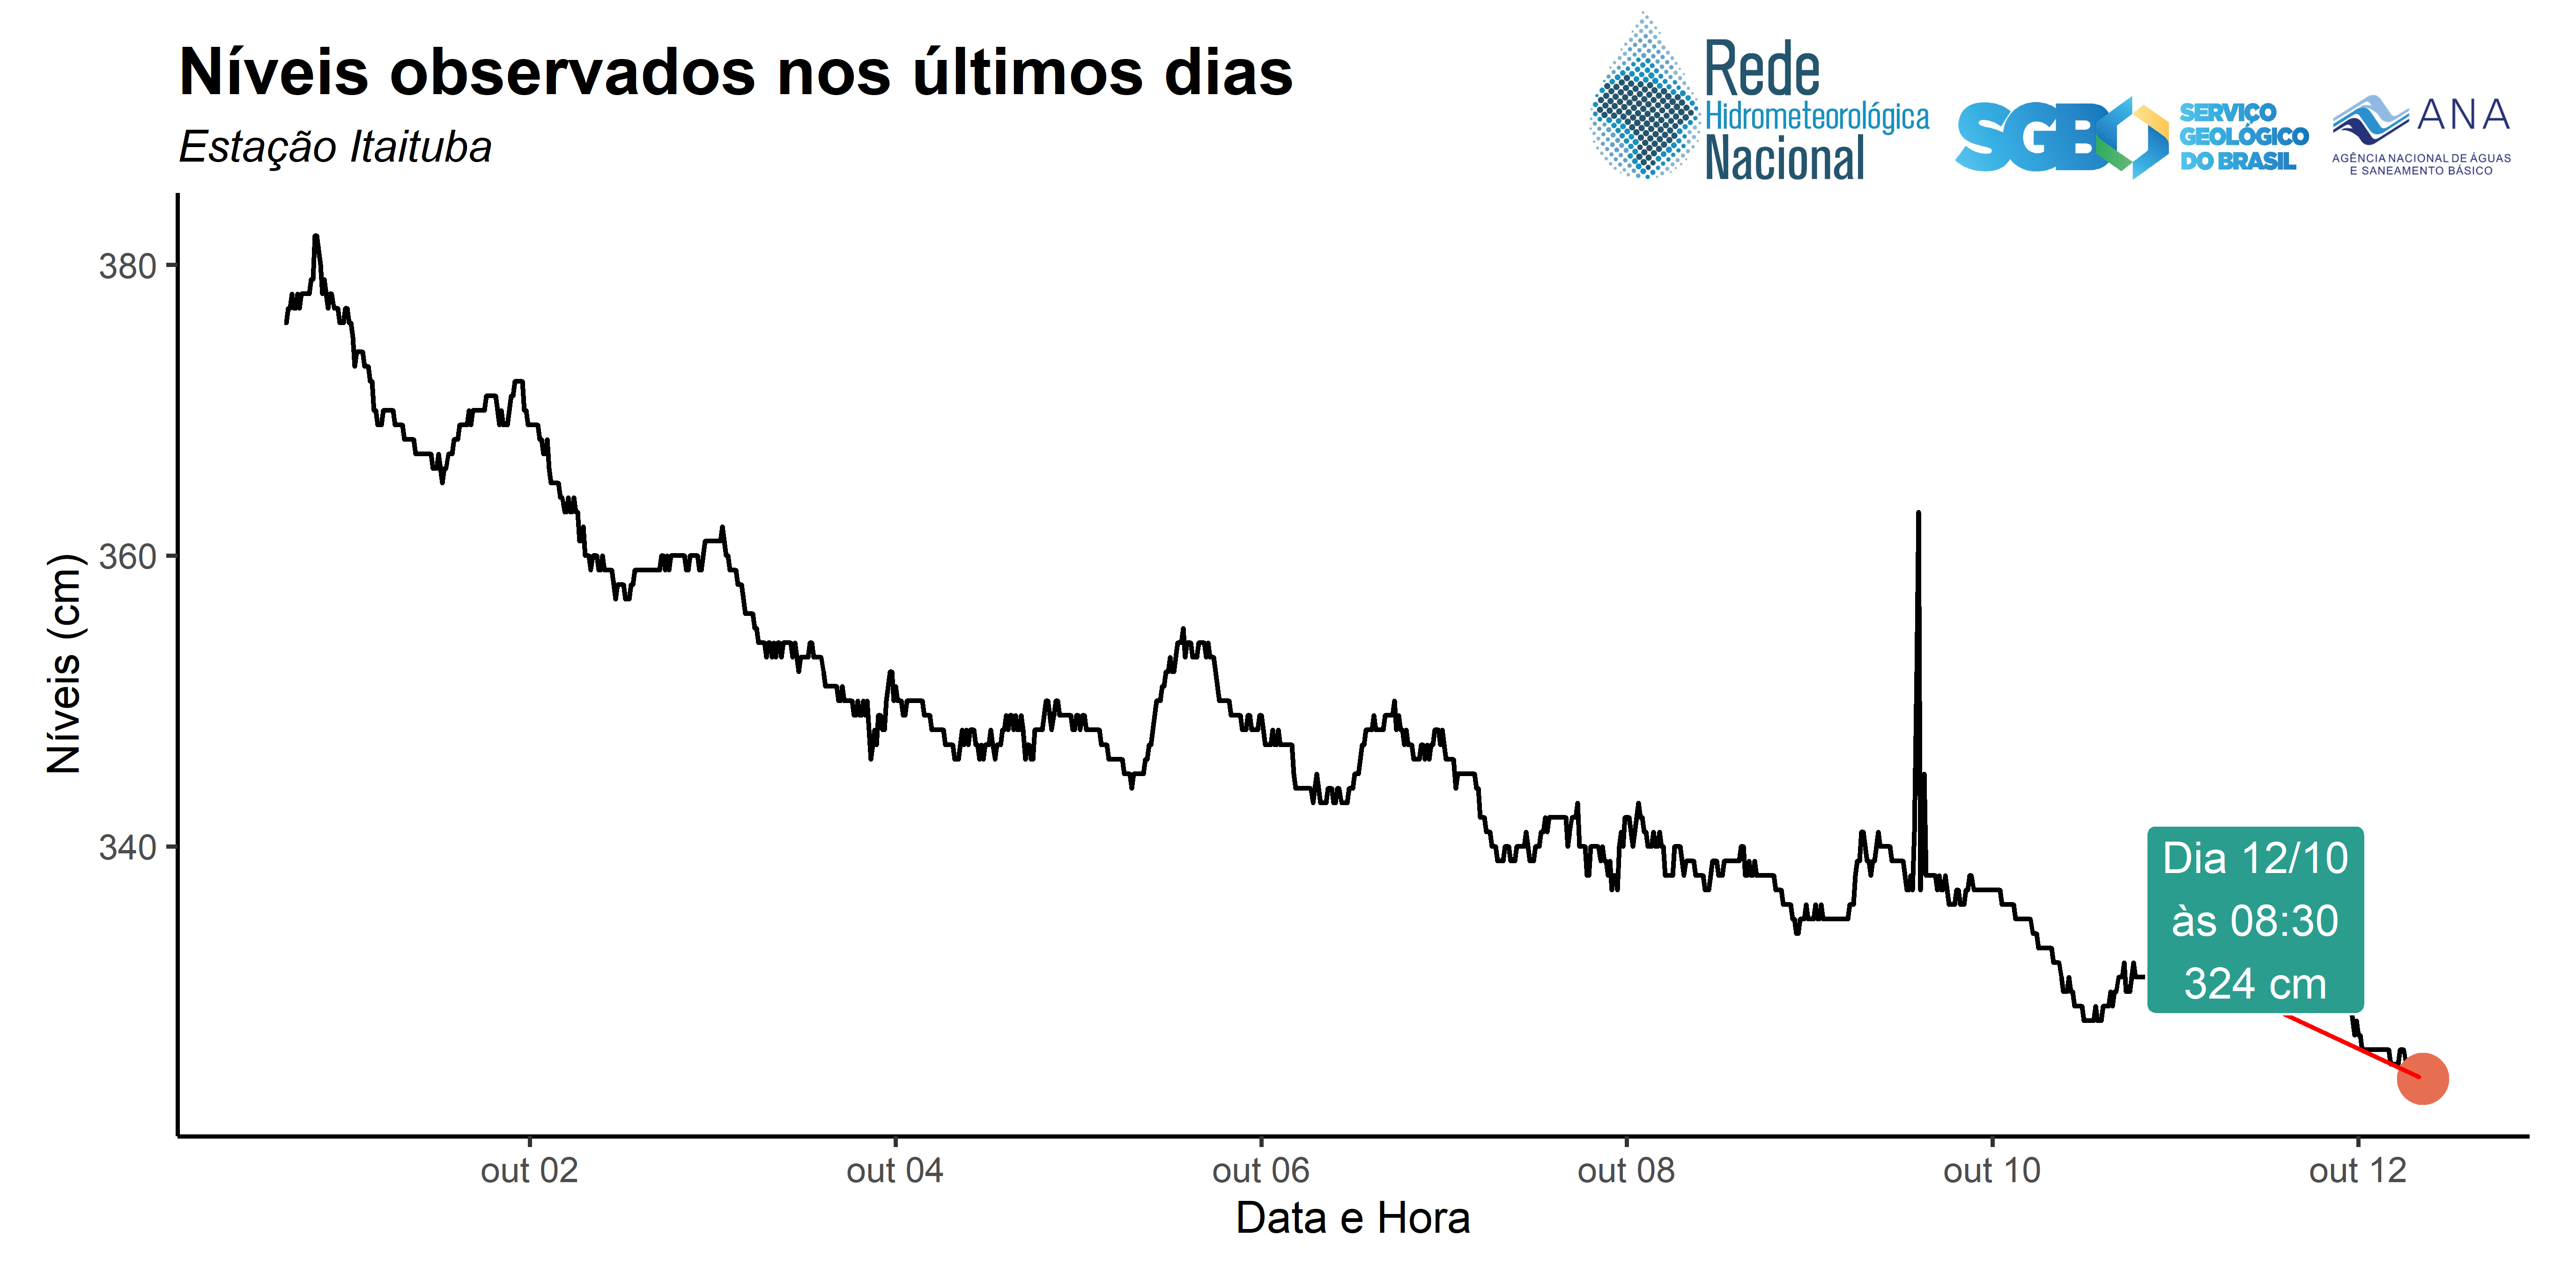 Níveis observados nos últimos dias
Estação Itaituba
Rede
Hidrometeorológica
Nacional
SGB
SERVIÇO
GEOLÓGICO
DO BRASIL
ANA
AGÊNCIA NACIONAL DE ÁGUAS
E SANEAMENTO BÁSICO
Níveis (cm)
380
360
340
Dia 12/10
às 08:30
324 cm
out 02
out 04
out 06
out 08
out 10
out 12
Data e Hora